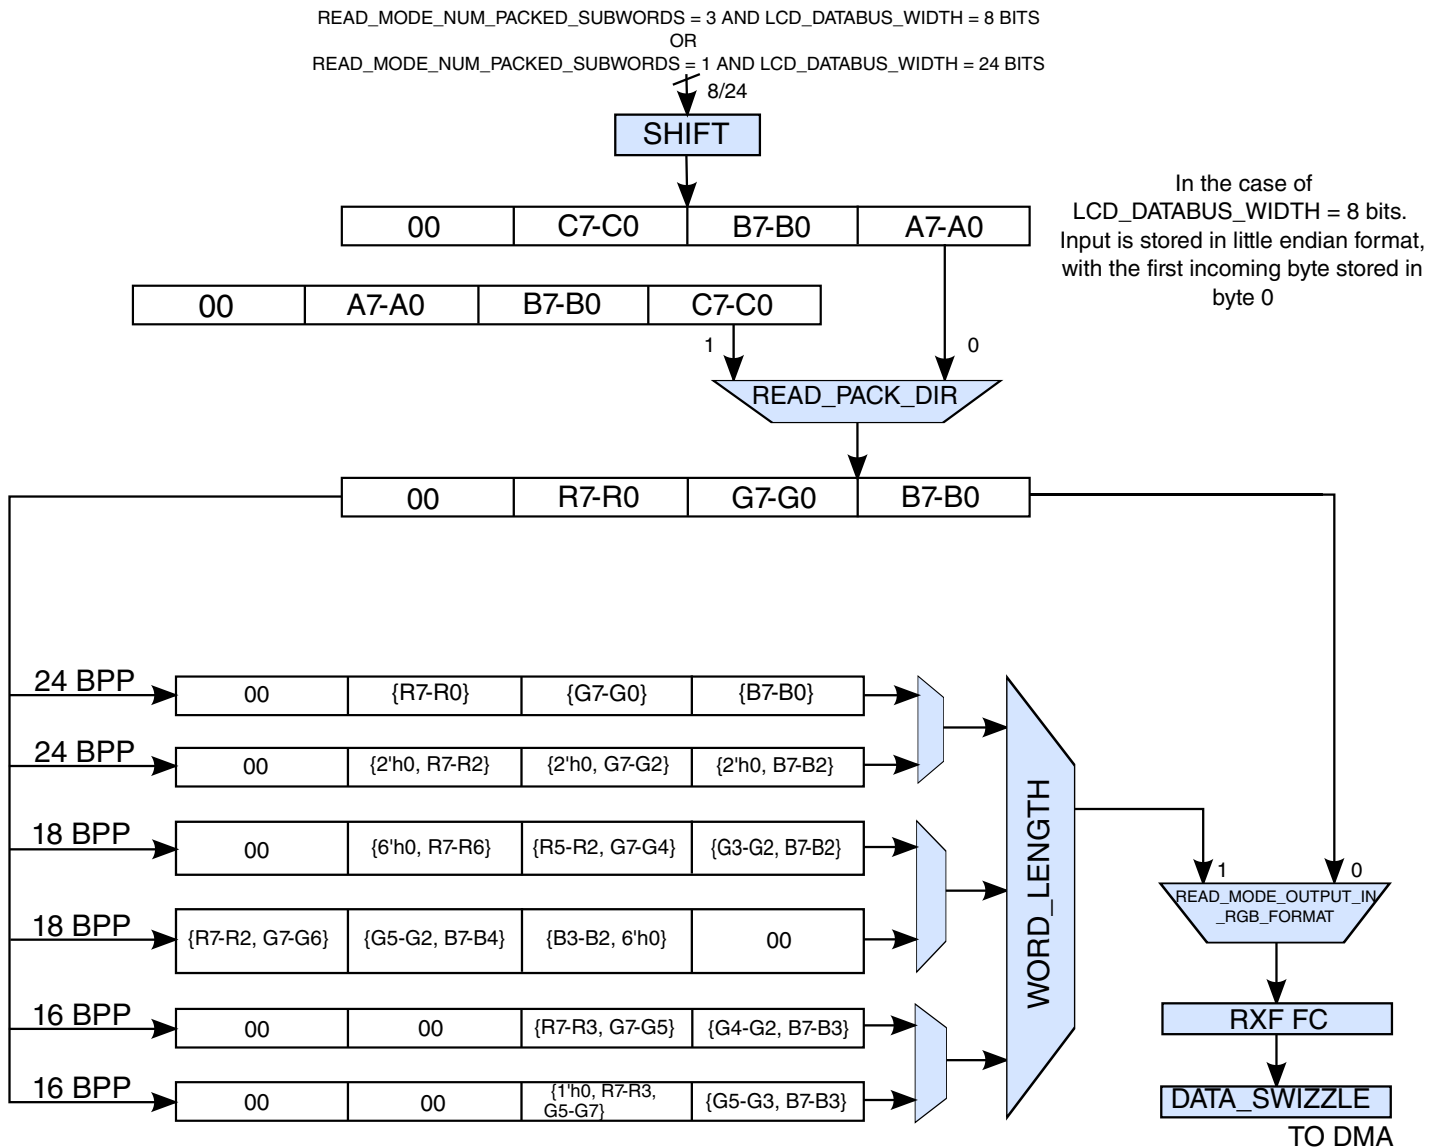 READ_MODE_NUM_PACKED_SUBWORDS = 3 AND LCD_DATABUS_WIDTH = 8 BITS
OR
READ_MODE_NUM_PACKED_SUBWORDS = 1 AND LCD_DATABUS_WIDTH = 24 BITS
8/24
SHIFT
In the case of
LCD_DATABUS_WIDTH = 8 bits.
Input is stored in little endian format,
with the first incoming byte stored in
byte 0
00 C7-C0 B7-B0 A7-A0
00 A7-A0 B7-B0 C7-C0
1 0
READ_PACK_DIR
00 R7-R0 G7-G0 B7-B0
24 BPP 00 {R7-R0} {G7-G0} {B7-B0}
24 BPP 00 {2'h0, R7-R2} {2'h0, G7-G2} {2'h0, B7-B2}
18 BPP 00 {6'h0, R7-R6} {R5-R2, G7-G4} {G3-G2, B7-B2}
18 BPP {R7-R2, G7-G6} {G5-G2, B7-B4} {B3-B2, 6'h0} 00
16 BPP 00 00 {R7-R3, G7-G5} {G4-G2, B7-B3}
16 BPP 00 00 {1'h0, R7-R3,
G5-G7} {G5-G3, B7-B3}
WORD_LENGTH
1 0
READ_MODE_OUTPUT_IN
_RGB_FORMAT
RXF FC
DATA_SWIZZLE
TO DMA